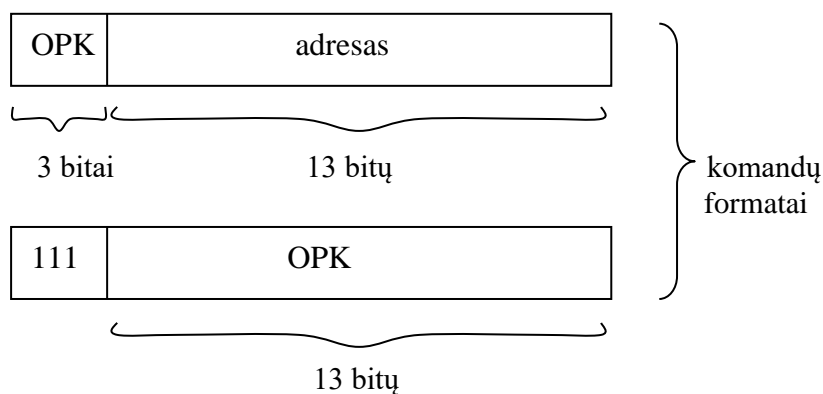 OPK adresas
3 bitai 13 bitų
komandų
formatai
111 OPK
13 bitų